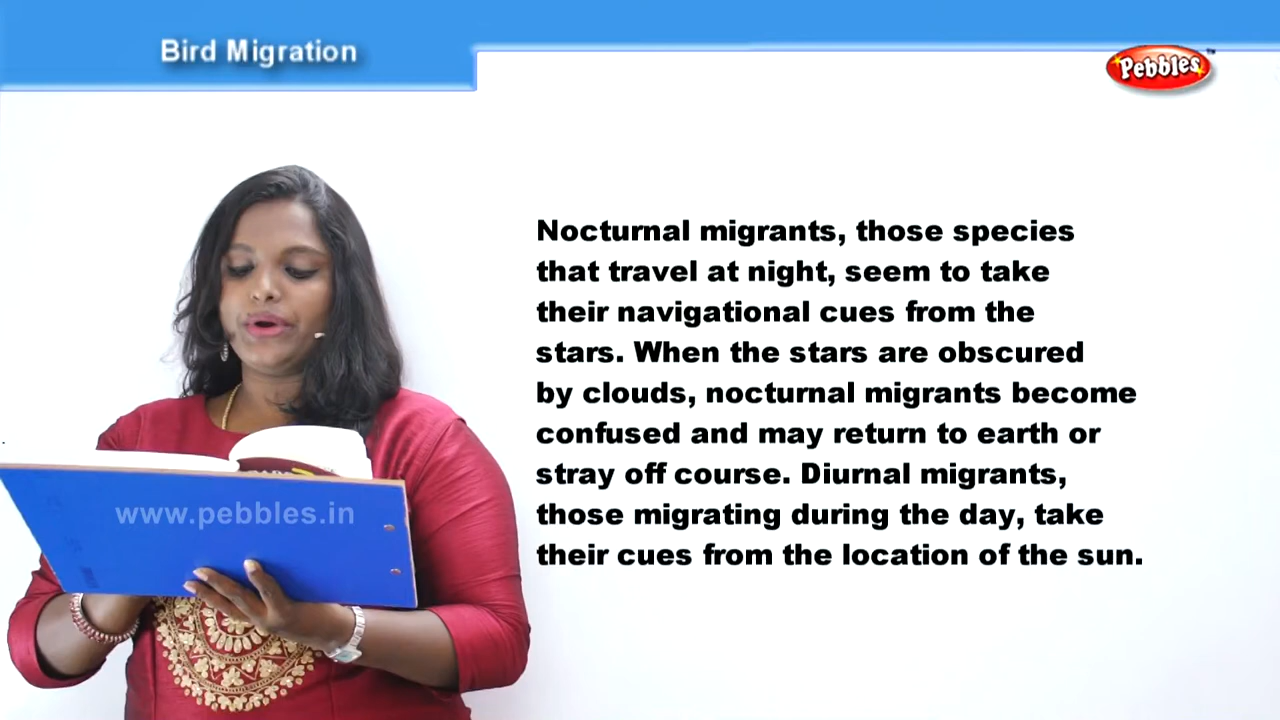 Bird Migration
Pebbles
TM
Nocturnal migrants, those species
that travel at night, seem to take
their navigational cues from the
stars. When the stars are obscured
by clouds, nocturnal migrants become
confused and may return to earth or
stray off course. Diurnal migrants,
those migrating during the day, take
their cues from the location of the sun.
www.pebbles.in